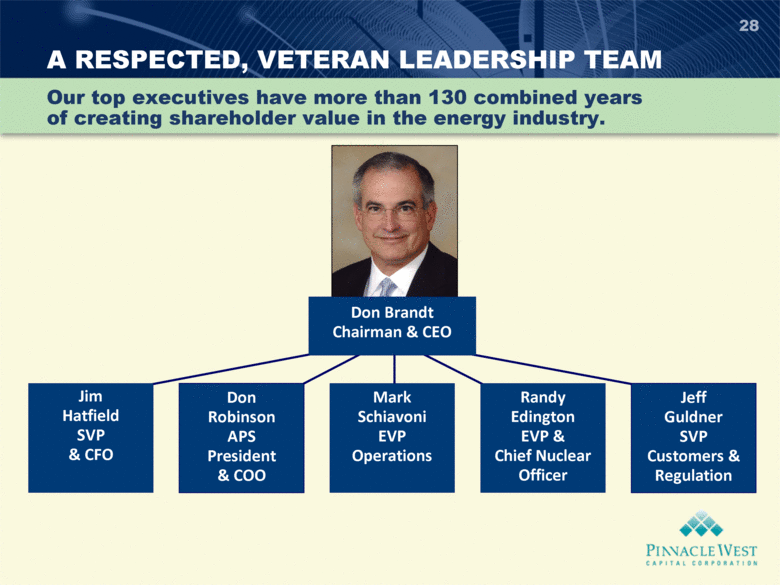 28
A RESPECTED, VETERAN LEADERSHIP TEAM
Our top executives have more than 130 combined years
of creating shareholder value in the energy industry.
Don Brandt
Chairman & CEO
Jim
Hatfield
SVP
& CFO
Don
Robinson
APS
President
& COO
Mark
Schiavoni
EVP
Operations
Randy
Edington
EVP &
Chief Nuclear
Officer
Jeff
Guldner
SVP
Customers &
Regulation
PINNACLE WEST
CAPITAL CORPORATION